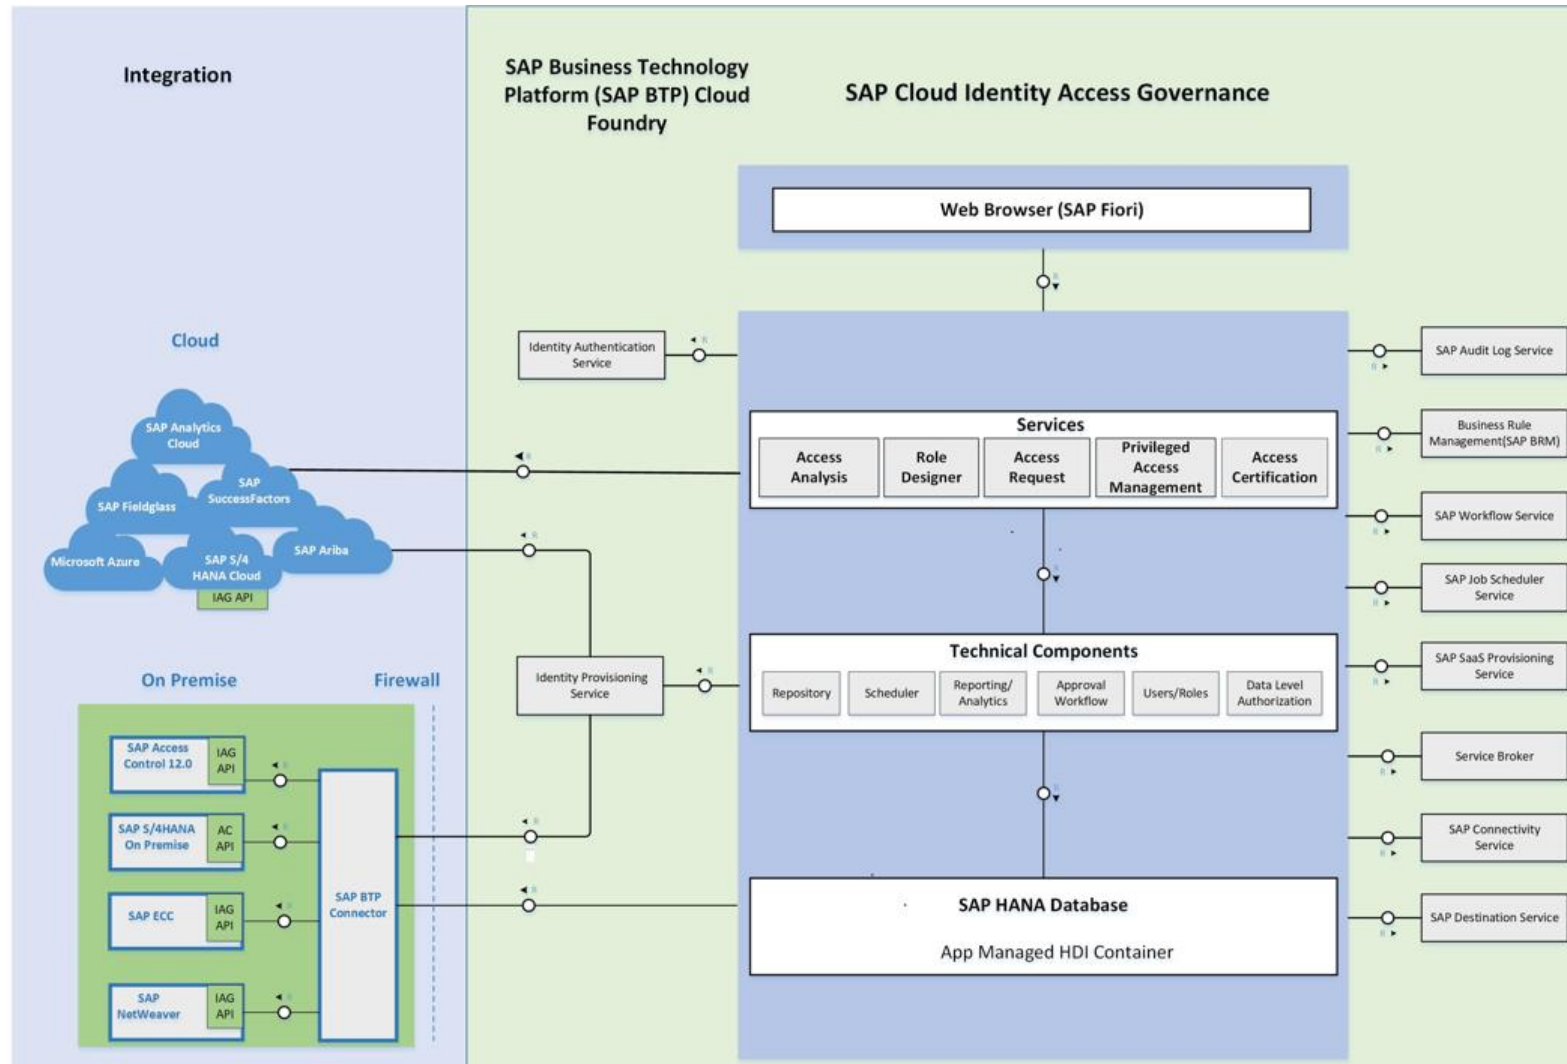 Integration
SAP Business Technology
Platform (SAP BTP) Cloud
Foundry
SAP Cloud Identity Access Governance
Web Browser (SAP Fiori)
R
Cloud
Identity Authentication
Service
R
R
SAP Audit Log Service
SAP Analytics
Cloud
SAP Fieldglass
SAP
SuccessFactors
Microsoft Azure
SAP S/4
HANA Cloud
SAP Ariba
IAG API
R
R
Services
Access
Analysis
Role
Designer
Access
Request
Privileged
Access
Management
Access
Certification
R
Business Rule
Management(SAP BRM)
R
SAP Workflow Service
R
R
SAP Job Scheduler
Service
R
On Premise
Firewall
Identity Provisioning
Service
R
Technical Components
Repository
Scheduler
Reporting/
Analytics
Approval
Workflow
Users/Roles
Data Level
Authorization
R
SAP SaaS Provisioning
Service
R
SAP Access
Control 12.0
IAG
API
R
SAP S/4HANA
On Premise
AC
API
R
SAP ECC
IAG
API
R
SAP
NetWeaver
IAG
API
R
SAP BTP
Connector
R
R
R
Service Broker
R
SAP Connectivity
Service
R
SAP HANA Database
App Managed HDI Container
SAP Destination Service
R